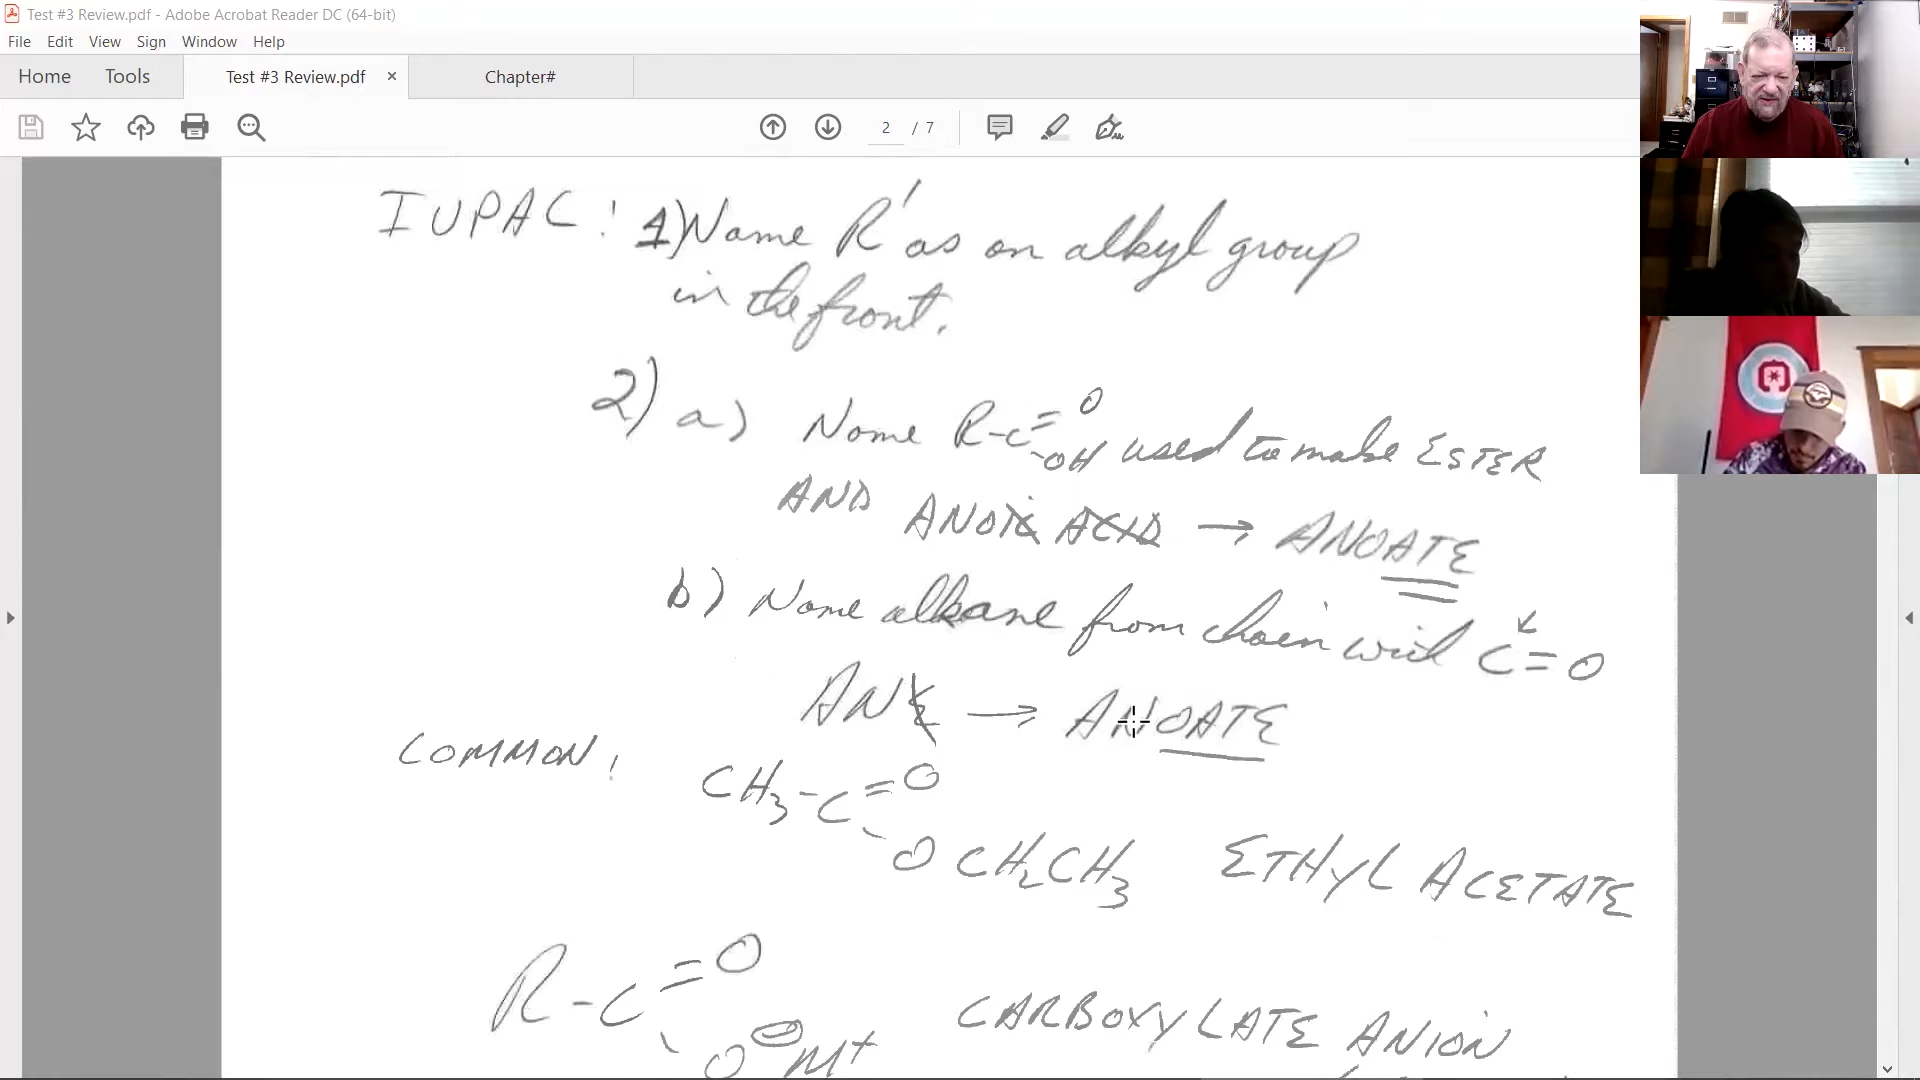 Test #3 Review.pdf - Adobe Acrobat Reader DC (64-bit)
File Edit View Sign Window Help
Home Tools Test #3 Review.pdf × Chapter#
2 / 7
IUPAC: 1) Name R' as an alkyl group
in the front.
2) a) Name R-C=O
-OH used to make ESTER
AND ANOIC ACID → ANOATE
b) Name alkane from chain with C=O
ANE → ANOATE
COMMON:
CH3-C=O
OCH2CH3 ETHYL ACETATE
R-C=O
O⊖M+ CARBOXYLATE ANION